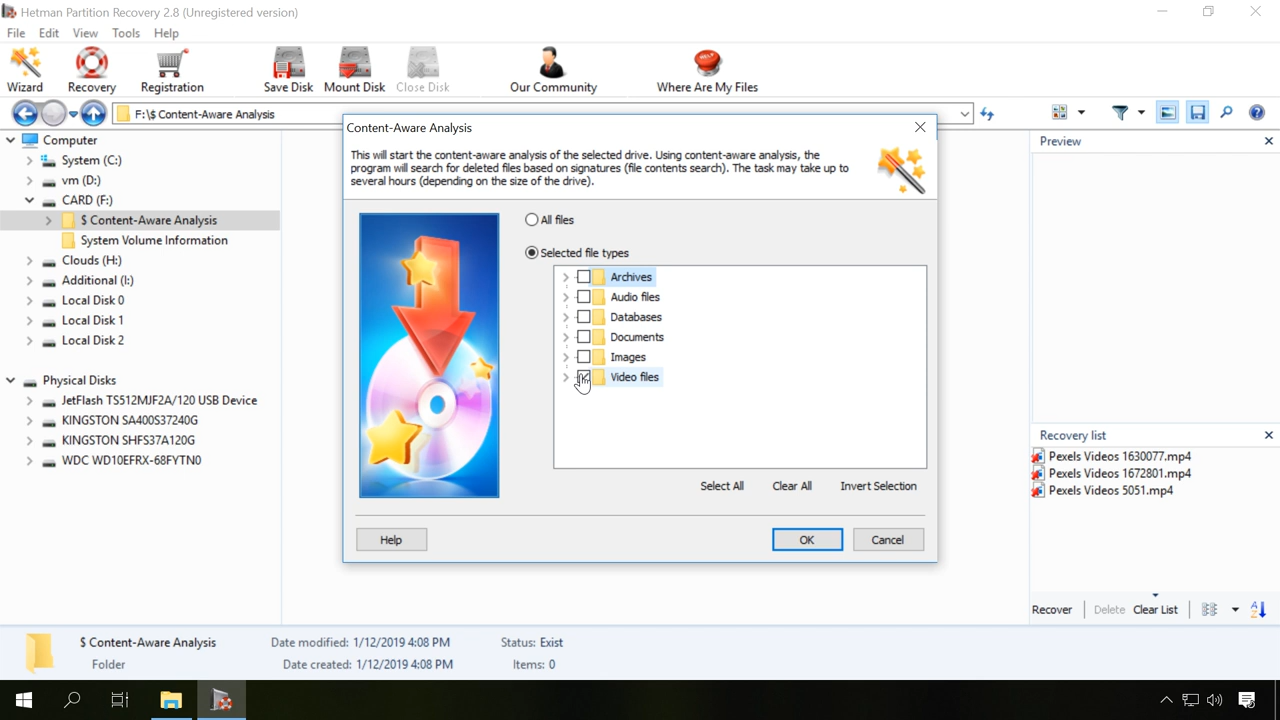 Hetman Partition Recovery 2.8 (Unregistered version)
File Edit View Tools Help
Wizard Recovery Registration Save Disk Mount Disk Close Disk Our Community Where Are My Files
F:\$ Content-Aware Analysis
Computer
System (C:)
vm (D:)
CARD (F:)
$ Content-Aware Analysis
System Volume Information
Clouds (H:)
Additional (I:)
Local Disk 0
Local Disk 1
Local Disk 2
Physical Disks
JetFlash TS512MJF2A/120 USB Device
KINGSTON SA400S37240G
KINGSTON SHFS37A120G
WDC WD10EFRX-68FYTN0
Content-Aware Analysis
This will start the content-aware analysis of the selected drive. Using content-aware analysis, the
program will search for deleted files based on signatures (file contents search). The task may take up to
several hours (depending on the size of the drive).
All files
Selected file types
Archives
Audio files
Databases
Documents
Images
Video files
Select All Clear All Invert Selection
Help OK Cancel
Preview
Recovery list
Pexels Videos 1630077.mp4
Pexels Videos 1672801.mp4
Pexels Videos 5051.mp4
Recover Delete Clear List
$ Content-Aware Analysis Date modified: 1/12/2019 4:08 PM Status: Exist
Folder Date created: 1/12/2019 4:08 PM Items: 0